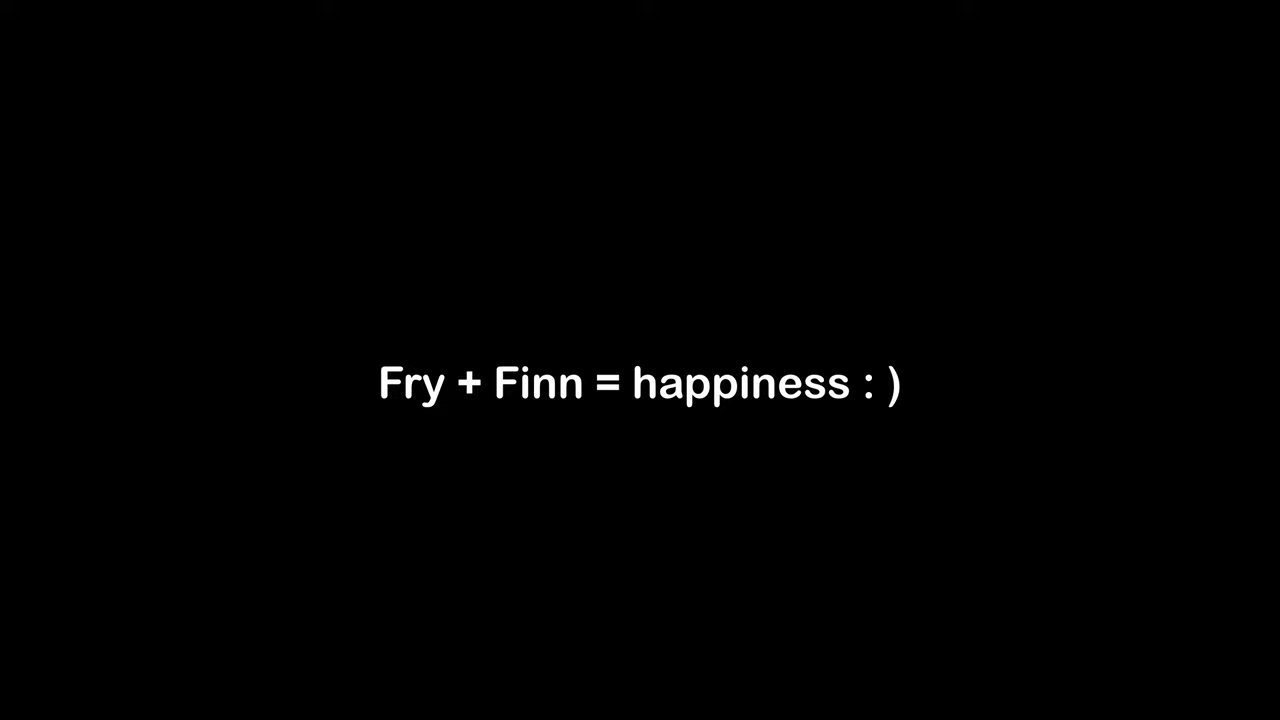 Fry + Finn = happiness : )